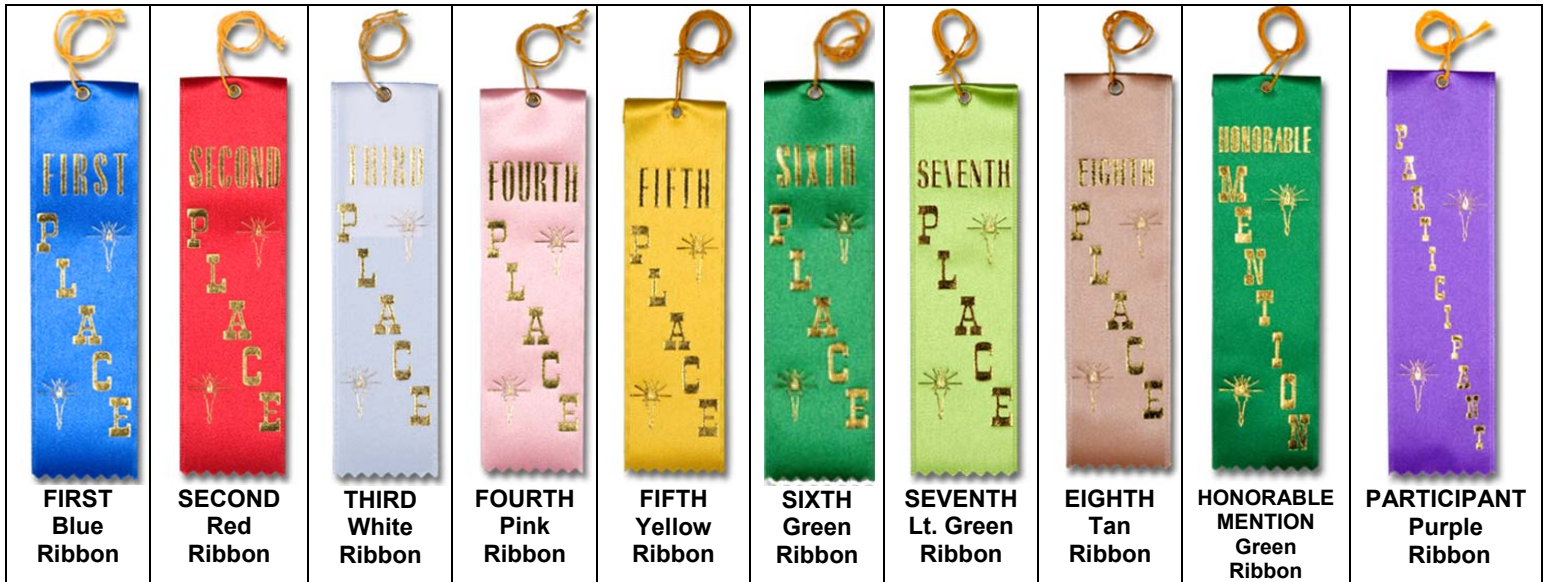 FIRST
PLACE
SECOND
PLACE
THIRD
PLACE
FOURTH
PLACE
FIFTH
PLACE
SIXTH
PLACE
SEVENTH
PLACE
EIGHTH
PLACE
HONORABLE
MENTION
PARTICIPANT
FIRST
Blue
Ribbon
SECOND
Red
Ribbon
THIRD
White
Ribbon
FOURTH
Pink
Ribbon
FIFTH
Yellow
Ribbon
SIXTH
Green
Ribbon
SEVENTH
Lt. Green
Ribbon
EIGHTH
Tan
Ribbon
HONORABLE
MENTION
Green
Ribbon
PARTICIPANT
Purple
Ribbon